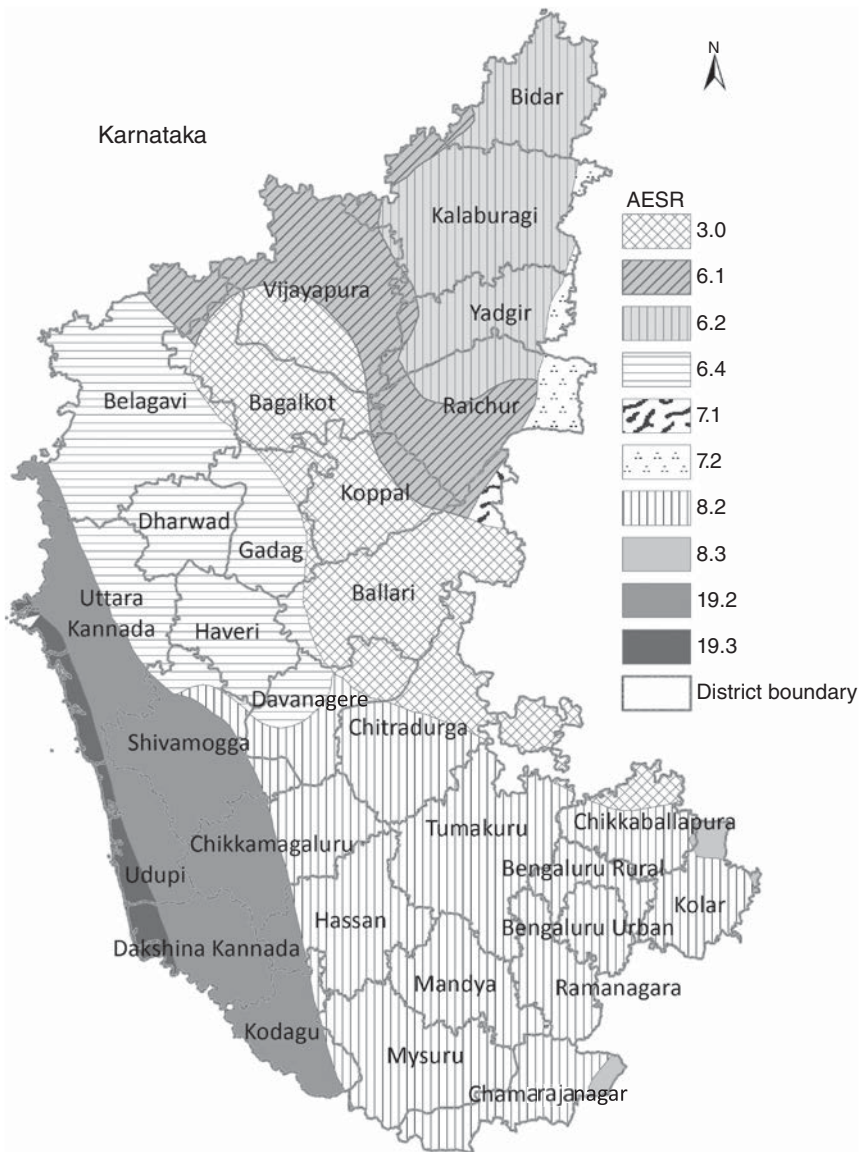 N
Karnataka
Bidar
Kalaburagi
Vijayapura
Yadgir
Raichur
Belagavi
Bagalkot
Koppal
Dharwad
Gadag
Uttara
Kannada
Ballari
Haveri
Davanagere
Chitradurga
Shivamogga
Chikkamagaluru
Tumakuru
Chikkaballapura
Bengaluru Rural
Udupi
Hassan
Bengaluru Urban
Kolar
Dakshina Kannada
Mandya
Ramanagara
Kodagu
Mysuru
Chamarajanagar
AESR
3.0
6.1
6.2
6.4
7.1
7.2
8.2
8.3
19.2
19.3
District boundary